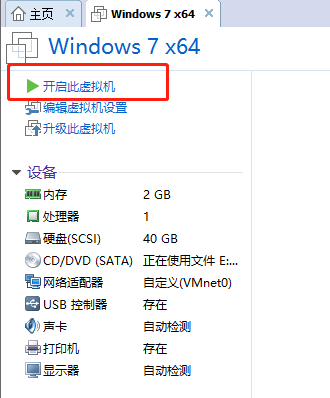 主页 × Windows 7 x64 ×
Windows 7 x64
开启此虚拟机
编辑虚拟机设置
升级此虚拟机
设备
内存 2 GB
处理器 1
硬盘(SCSI) 40 GB
CD/DVD (SATA) 正在使用文件 E:...
网络适配器 自定义(VMnet0)
USB 控制器 存在
声卡 自动检测
打印机 存在
显示器 自动检测